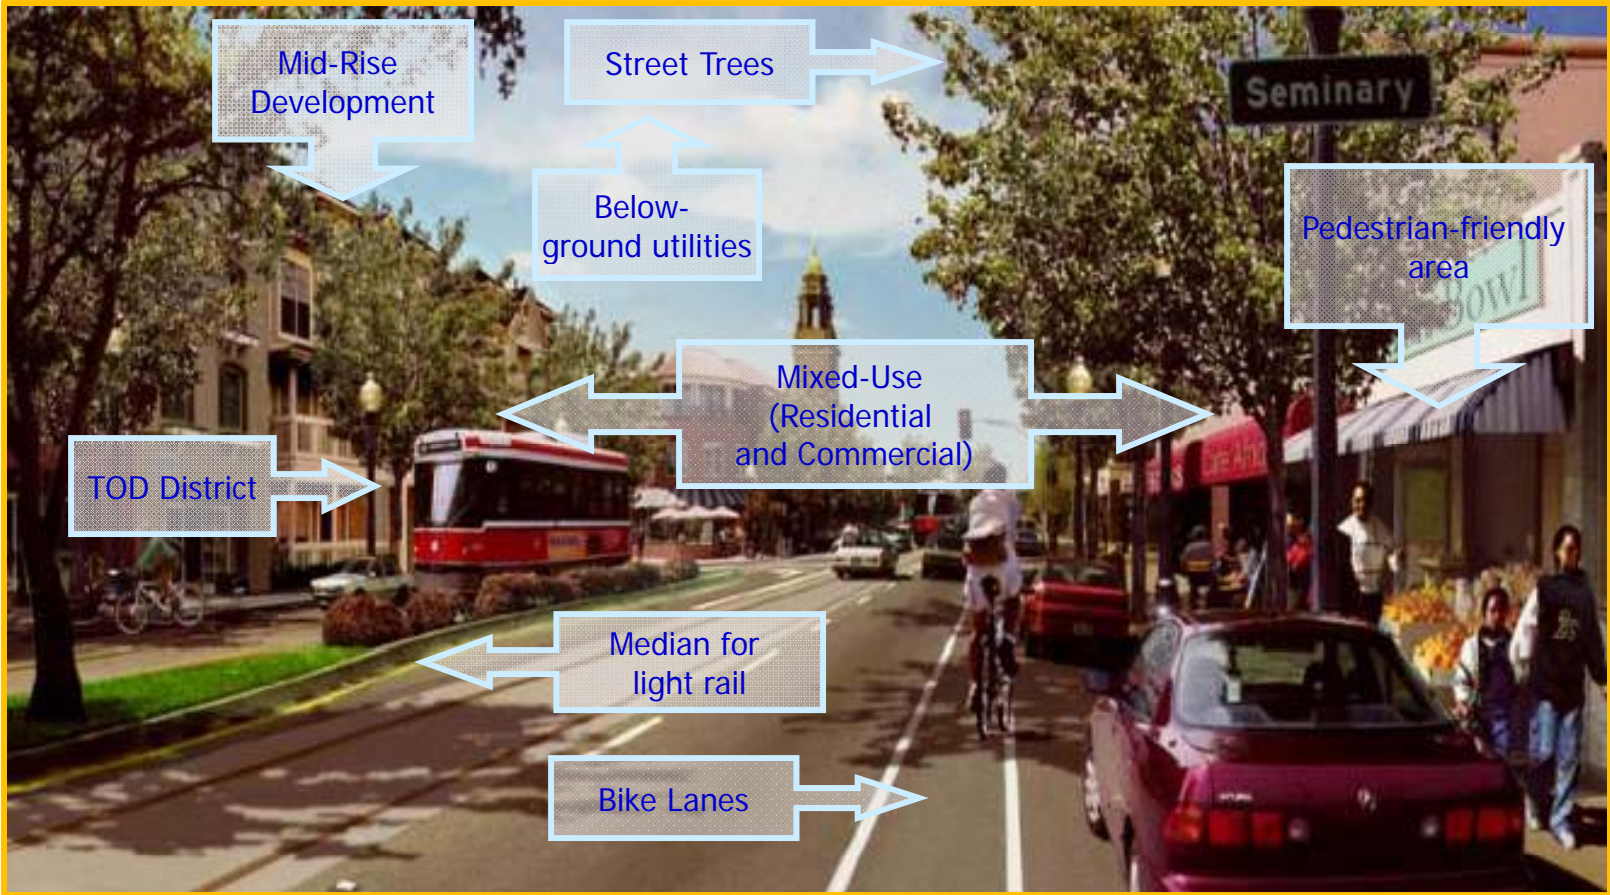 Mid-Rise
Development
Street Trees
Seminary
Below-
ground utilities
Pedestrian-friendly
area
Bowl
Mixed-Use
(Residential
and Commercial)
TOD District
Median for
light rail
Bike Lanes